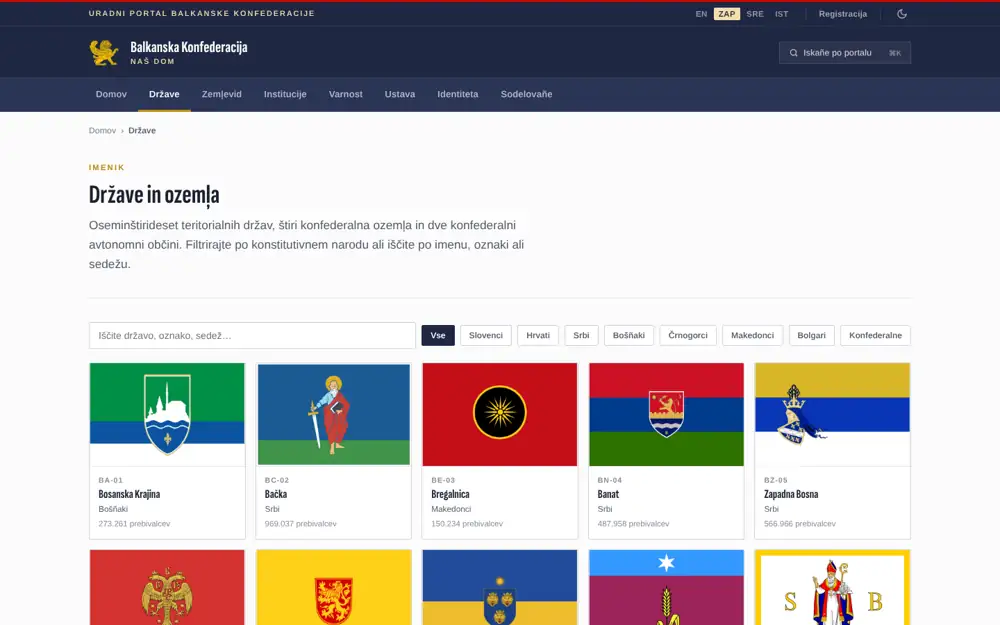 URADNI PORTAL BALKANSKE KONFEDERACIJE
EN ZAP SRE IST Registracija
Balkanska Konfederacija
NAŠ DOM
Iskańe po portalu ⌘K
Domov Države Zemļevid Institucije Varnost Ustava Identiteta Sodelovańe
Domov › Države
IMENIK
Države in ozemļa
Oseminštirideset teritorialnih držav, štiri konfederalna ozemļa in dve konfederalni
avtonomni občini. Filtrirajte po konstitutivnem narodu ali iščite po imenu, oznaki ali
sedežu.
Iščite državo, oznako, sedež…
Vse Slovenci Hrvati Srbi Bošńaki Črnogorci Makedonci Bolgari Konfederalne
BA-01
Bosanska Krajina
Bošńaki
273.261 prebivalcev
BC-02
Bačka
Srbi
969.037 prebivalcev
BE-03
Bregalnica
Makedonci
150.234 prebivalcev
BN-04
Banat
Srbi
487.958 prebivalcev
BZ-05
Zapadna Bosna
Srbi
566.966 prebivalcev
S B